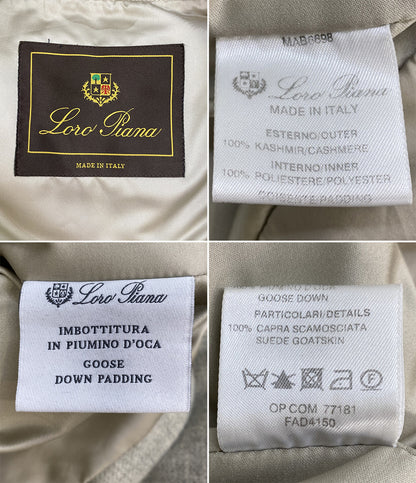 Loro Piana
MADE IN ITALY
MAB6698
Loro Piana
MADE IN ITALY
ESTERNO/OUTER
100% KASHMIR/CASHMERE
INTERNO/INNER
100% POLIESTERE/POLYESTER
Loro Piana
IMBOTTITURA
IN PIUMINO D'OCA
GOOSE
DOWN PADDING
GOOSE DOWN
PARTICOLARI/DETAILS
100% CAPRA SCAMOSCIATA
SUEDE GOATSKIN
OP COM 77181
FAD4150